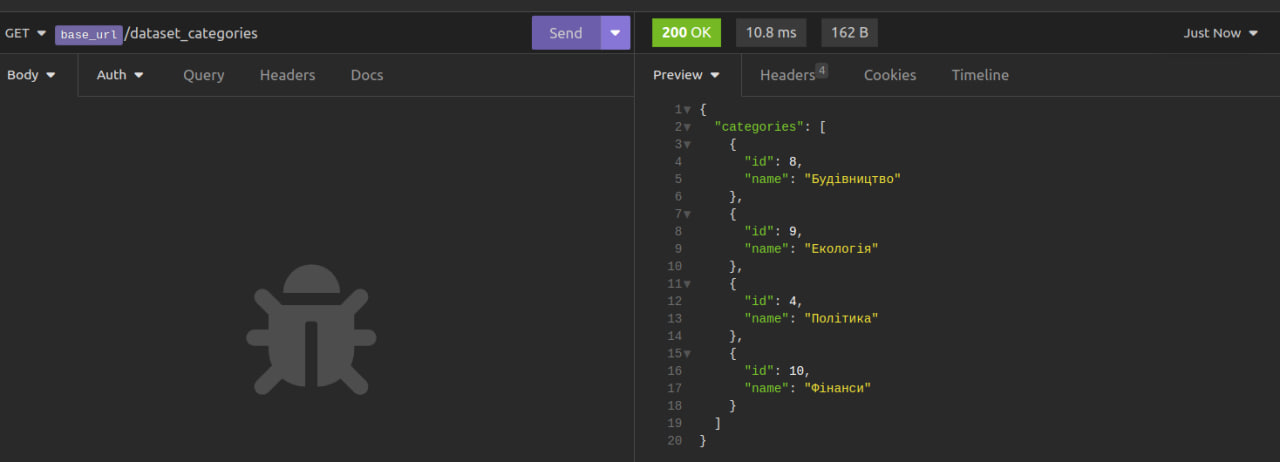 GET base_url/dataset_categories Send
200 OK 10.8 ms 162 B Just Now
Body Auth Query Headers Docs
Preview Headers 4 Cookies Timeline
1 {
2 "categories": [
3 {
4 "id": 8,
5 "name": "Будівництво"
6 },
7 {
8 "id": 9,
9 "name": "Екологія"
10 },
11 {
12 "id": 4,
13 "name": "Політика"
14 },
15 {
16 "id": 10,
17 "name": "Фінанси"
18 }
19 ]
20 }